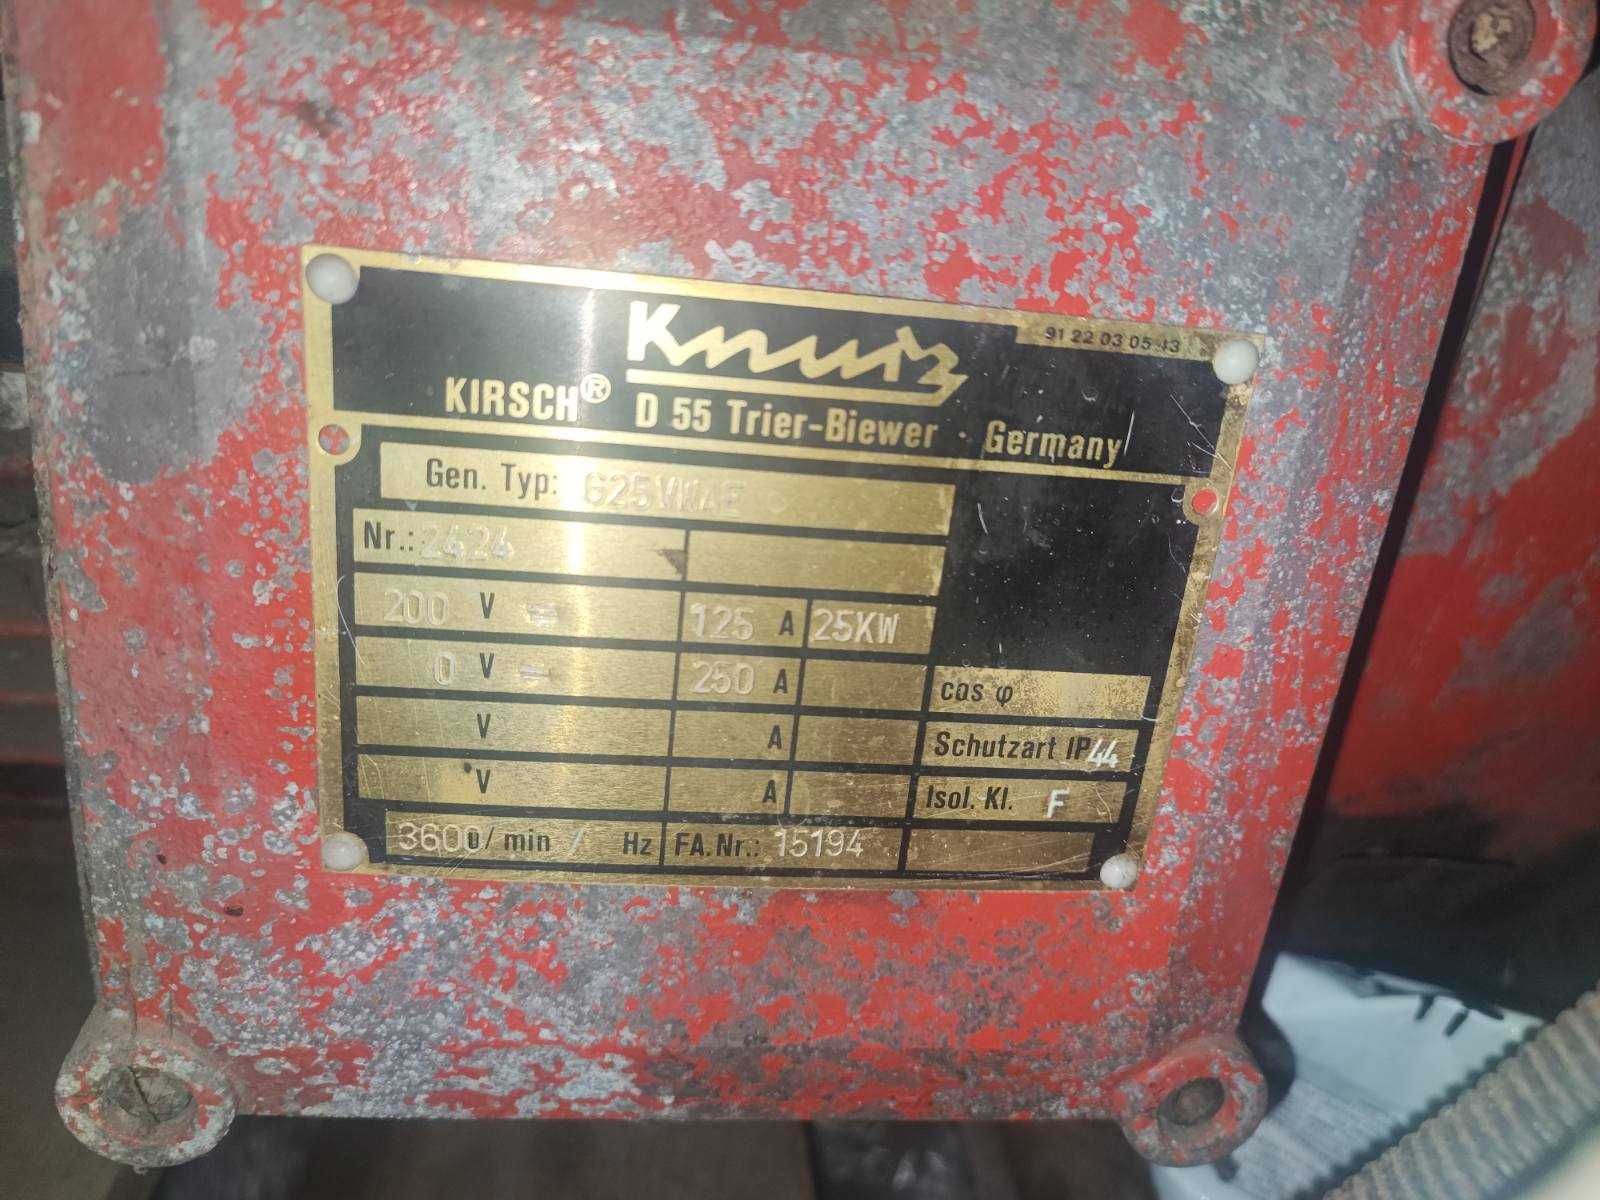 Knurz
91 22 03 05 43
KIRSCH® D 55 Trier-Biewer · Germany
Gen. Typ: G25VWAE
Nr.: 2424
200 V = 125 A 25KW
0 V = 250 A
cos φ
V A
Schutzart IP44
V A
Isol. Kl. F
3600/min / Hz FA.Nr.: 15194